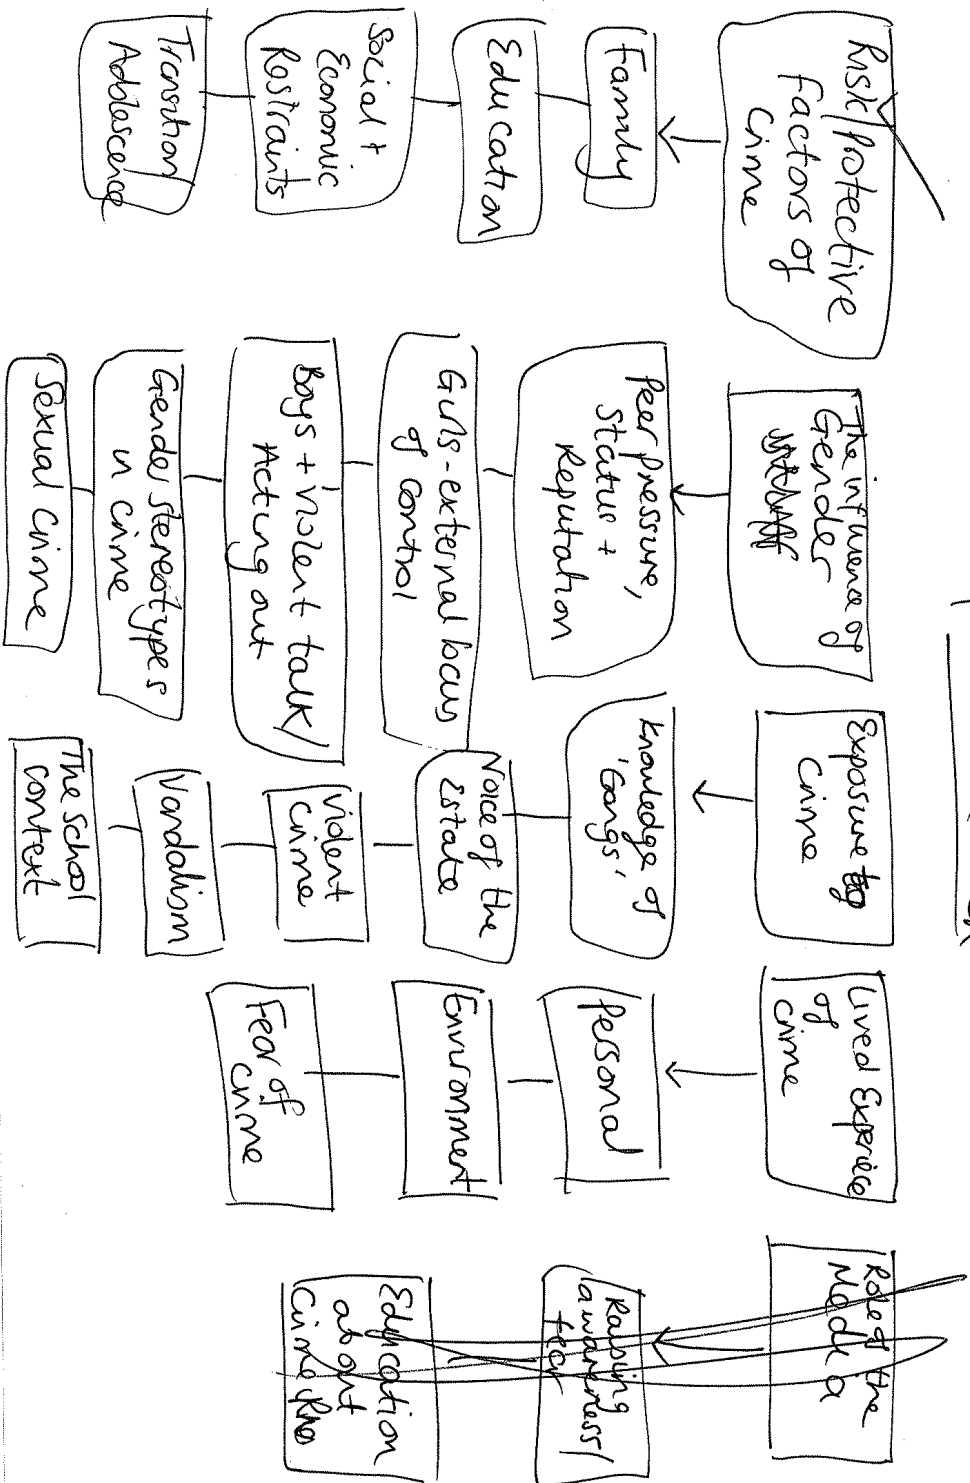 Risk/Protective
Factors of
Crime
Family
Education
Social +
Economic
Restraints
Transition
Adolescence
The influence of
Gender
Peer pressure,
Status +
Reputation
Girls - external locus
of control
Boys + violent talk/
Acting out
Gender stereotypes
in crime
Sexual Crime
Exposure to
Crime
Knowledge of
'Gangs'
Voice of the
Estate
Violent
Crime
Vandalism
The School
context
Lived Experience
of
crime
Personal
Environment
Fear of
crime
Role of the
Media
Raising
awareness/
fear
Education
about
Crime